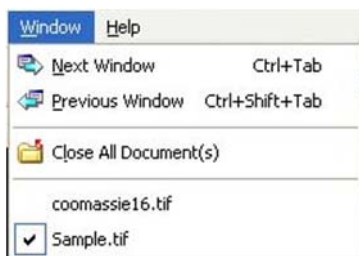 Window Help
Next Window Ctrl+Tab
Previous Window Ctrl+Shift+Tab
Close All Document(s)
coomassie16.tif
Sample.tif